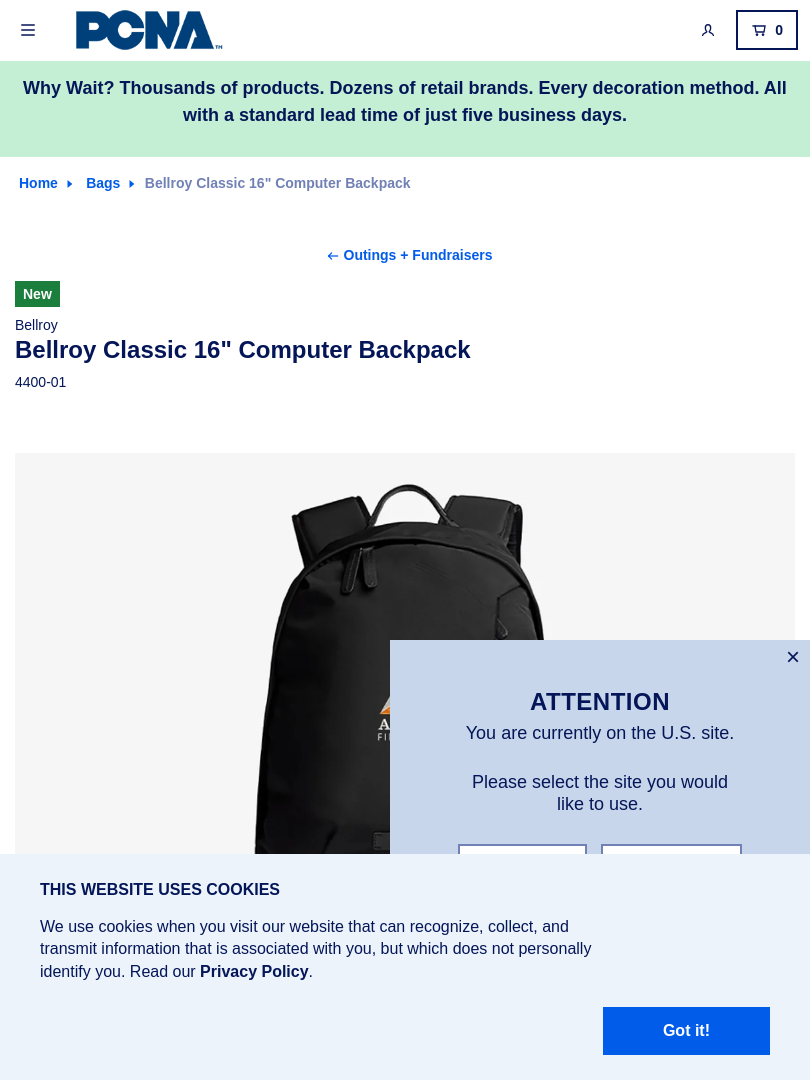 PCNA™
0
Why Wait? Thousands of products. Dozens of retail brands. Every decoration method. All
with a standard lead time of just five business days.
Home
Bags
Bellroy Classic 16" Computer Backpack
Outings + Fundraisers
New
Bellroy
Bellroy Classic 16" Computer Backpack
4400-01
ATTENTION
You are currently on the U.S. site.
Please select the site you would
like to use.
THIS WEBSITE USES COOKIES
We use cookies when you visit our website that can recognize, collect, and
transmit information that is associated with you, but which does not personally
identify you. Read our Privacy Policy.
Got it!